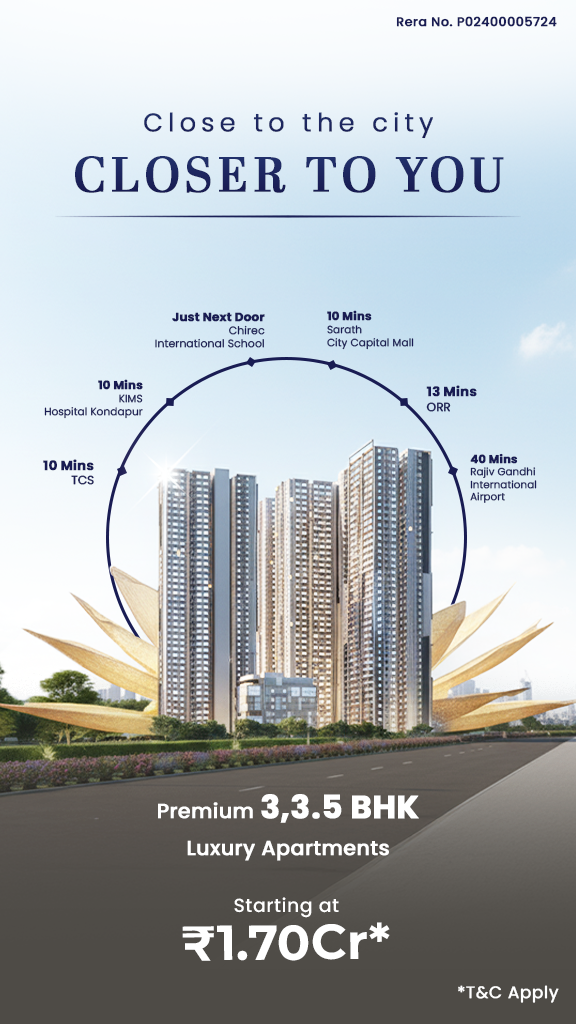 Rera No. P02400005724
Close to the city
CLOSER TO YOU
Just Next Door
Chirec
International School
10 Mins
Sarath
City Capital Mall
10 Mins
KIMS
Hospital Kondapur
13 Mins
ORR
10 Mins
TCS
40 Mins
Rajiv Gandhi
International
Airport
Premium 3,3.5 BHK
Luxury Apartments
Starting at
₹1.70Cr*
*T&C Apply